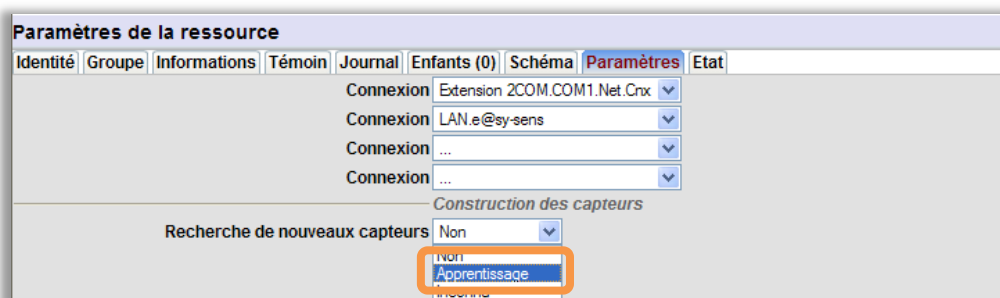 Paramètres de la ressource
Identité Groupe Informations Témoin Journal Enfants (0) Schéma Paramètres Etat
Connexion Extension 2COM.COM1.Net.Cnx
Connexion LAN.e@sy-sens
Connexion ...
Connexion ...
Construction des capteurs
Recherche de nouveaux capteurs Non
Non
Apprentissage